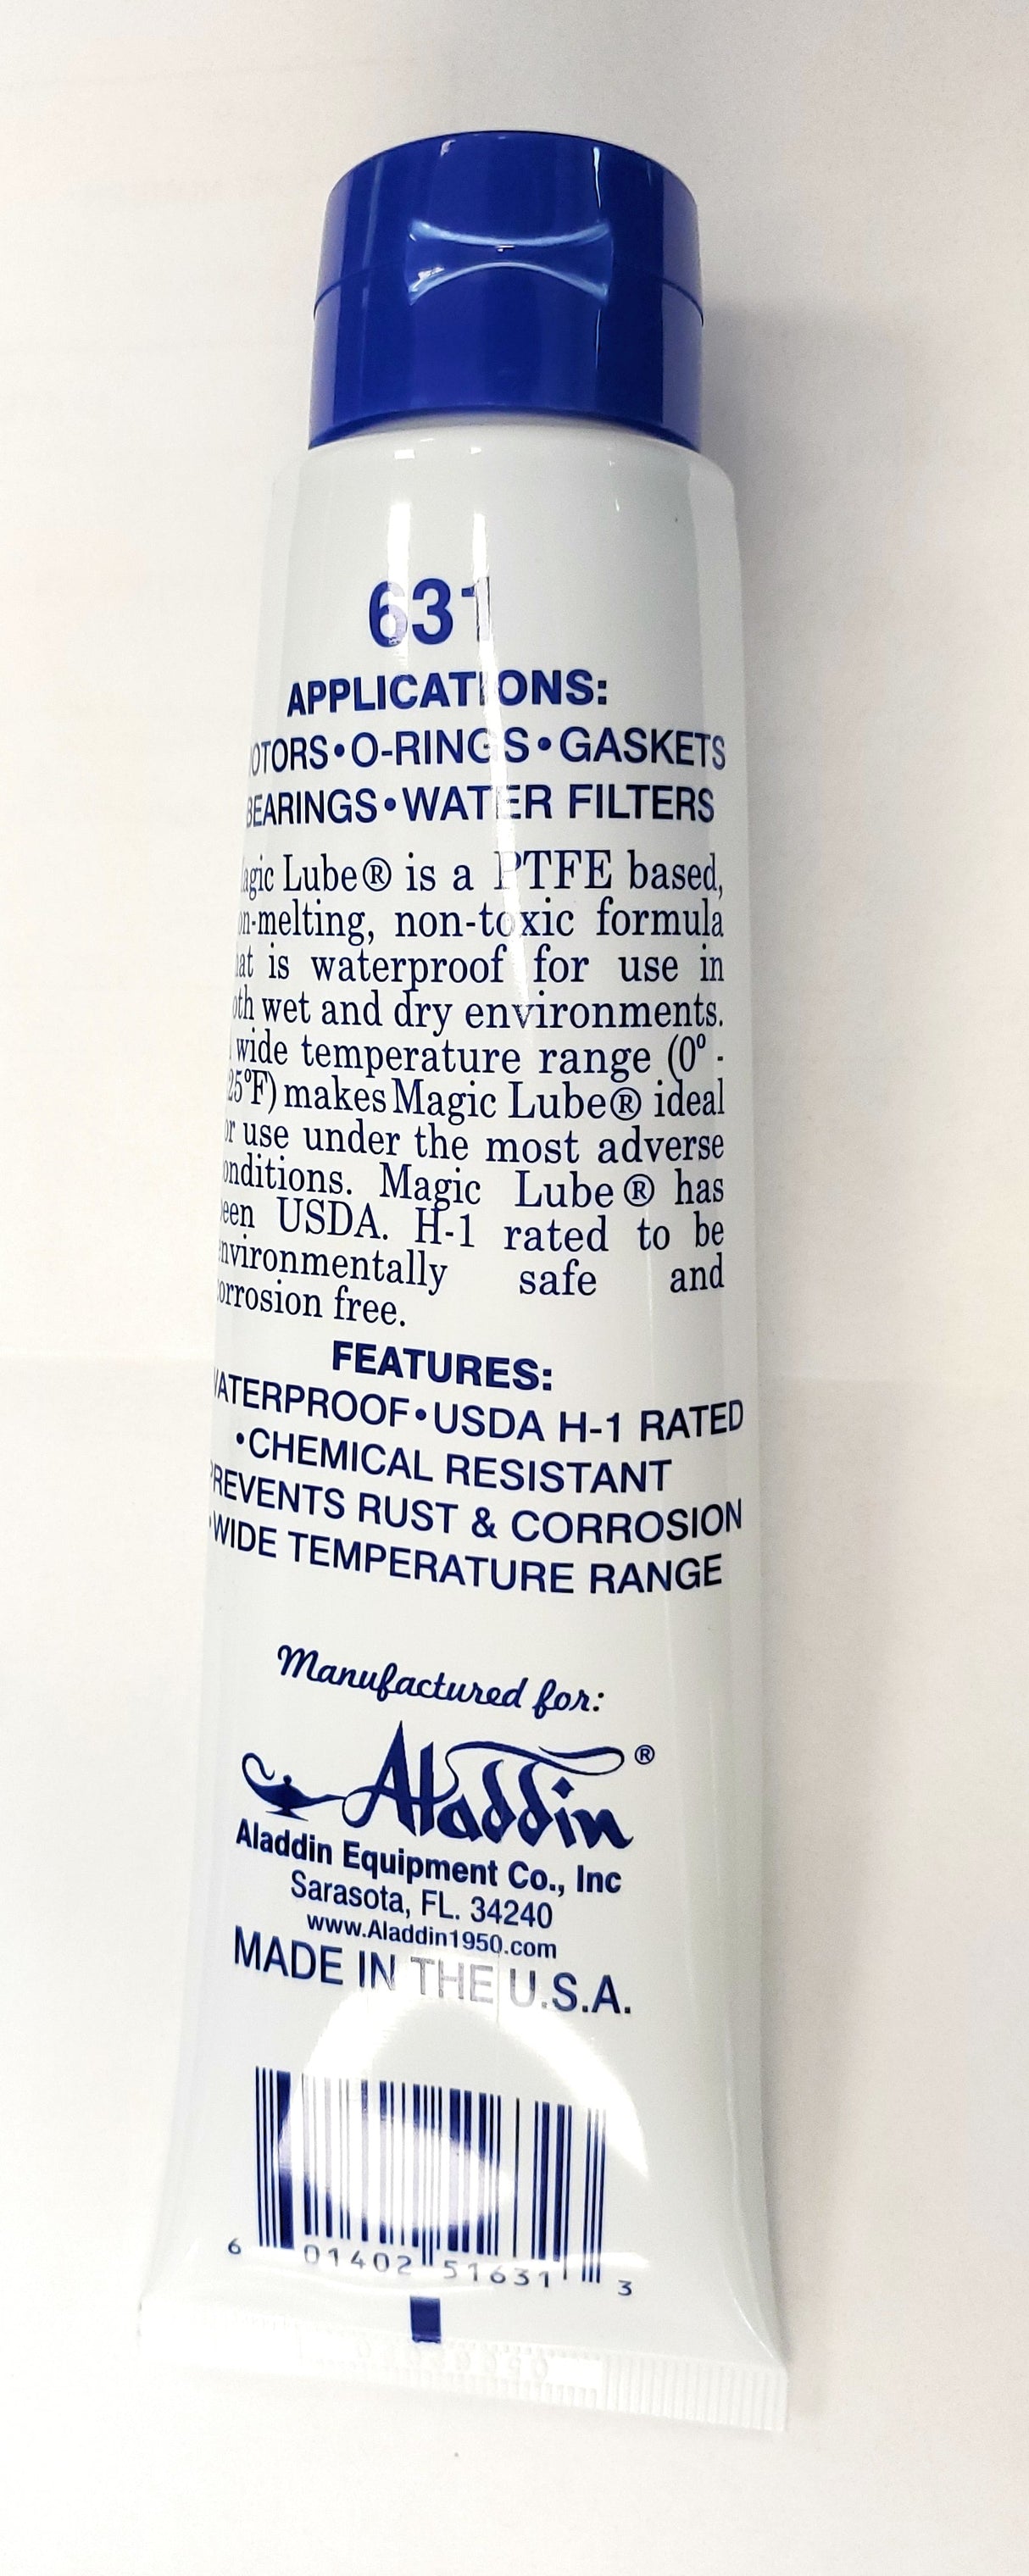 631
APPLICATIONS:
OTORS•O-RINGS•GASKETS
BEARINGS•WATER FILTERS
agic Lube® is a PTFE based,
on-melting, non-toxic formula
hat is waterproof for use in
oth wet and dry environments.
wide temperature range (0° -
25°F) makes Magic Lube® ideal
or use under the most adverse
onditions. Magic Lube® has
een USDA. H-1 rated to be
nvironmentally safe and
orrosion free.
FEATURES:
WATERPROOF•USDA H-1 RATED
•CHEMICAL RESISTANT
PREVENTS RUST & CORROSION
•WIDE TEMPERATURE RANGE
Manufactured for:
Aladdin®
Aladdin Equipment Co., Inc
Sarasota, FL. 34240
www.Aladdin1950.com
MADE IN THE U.S.A.
6 01402 51631 3